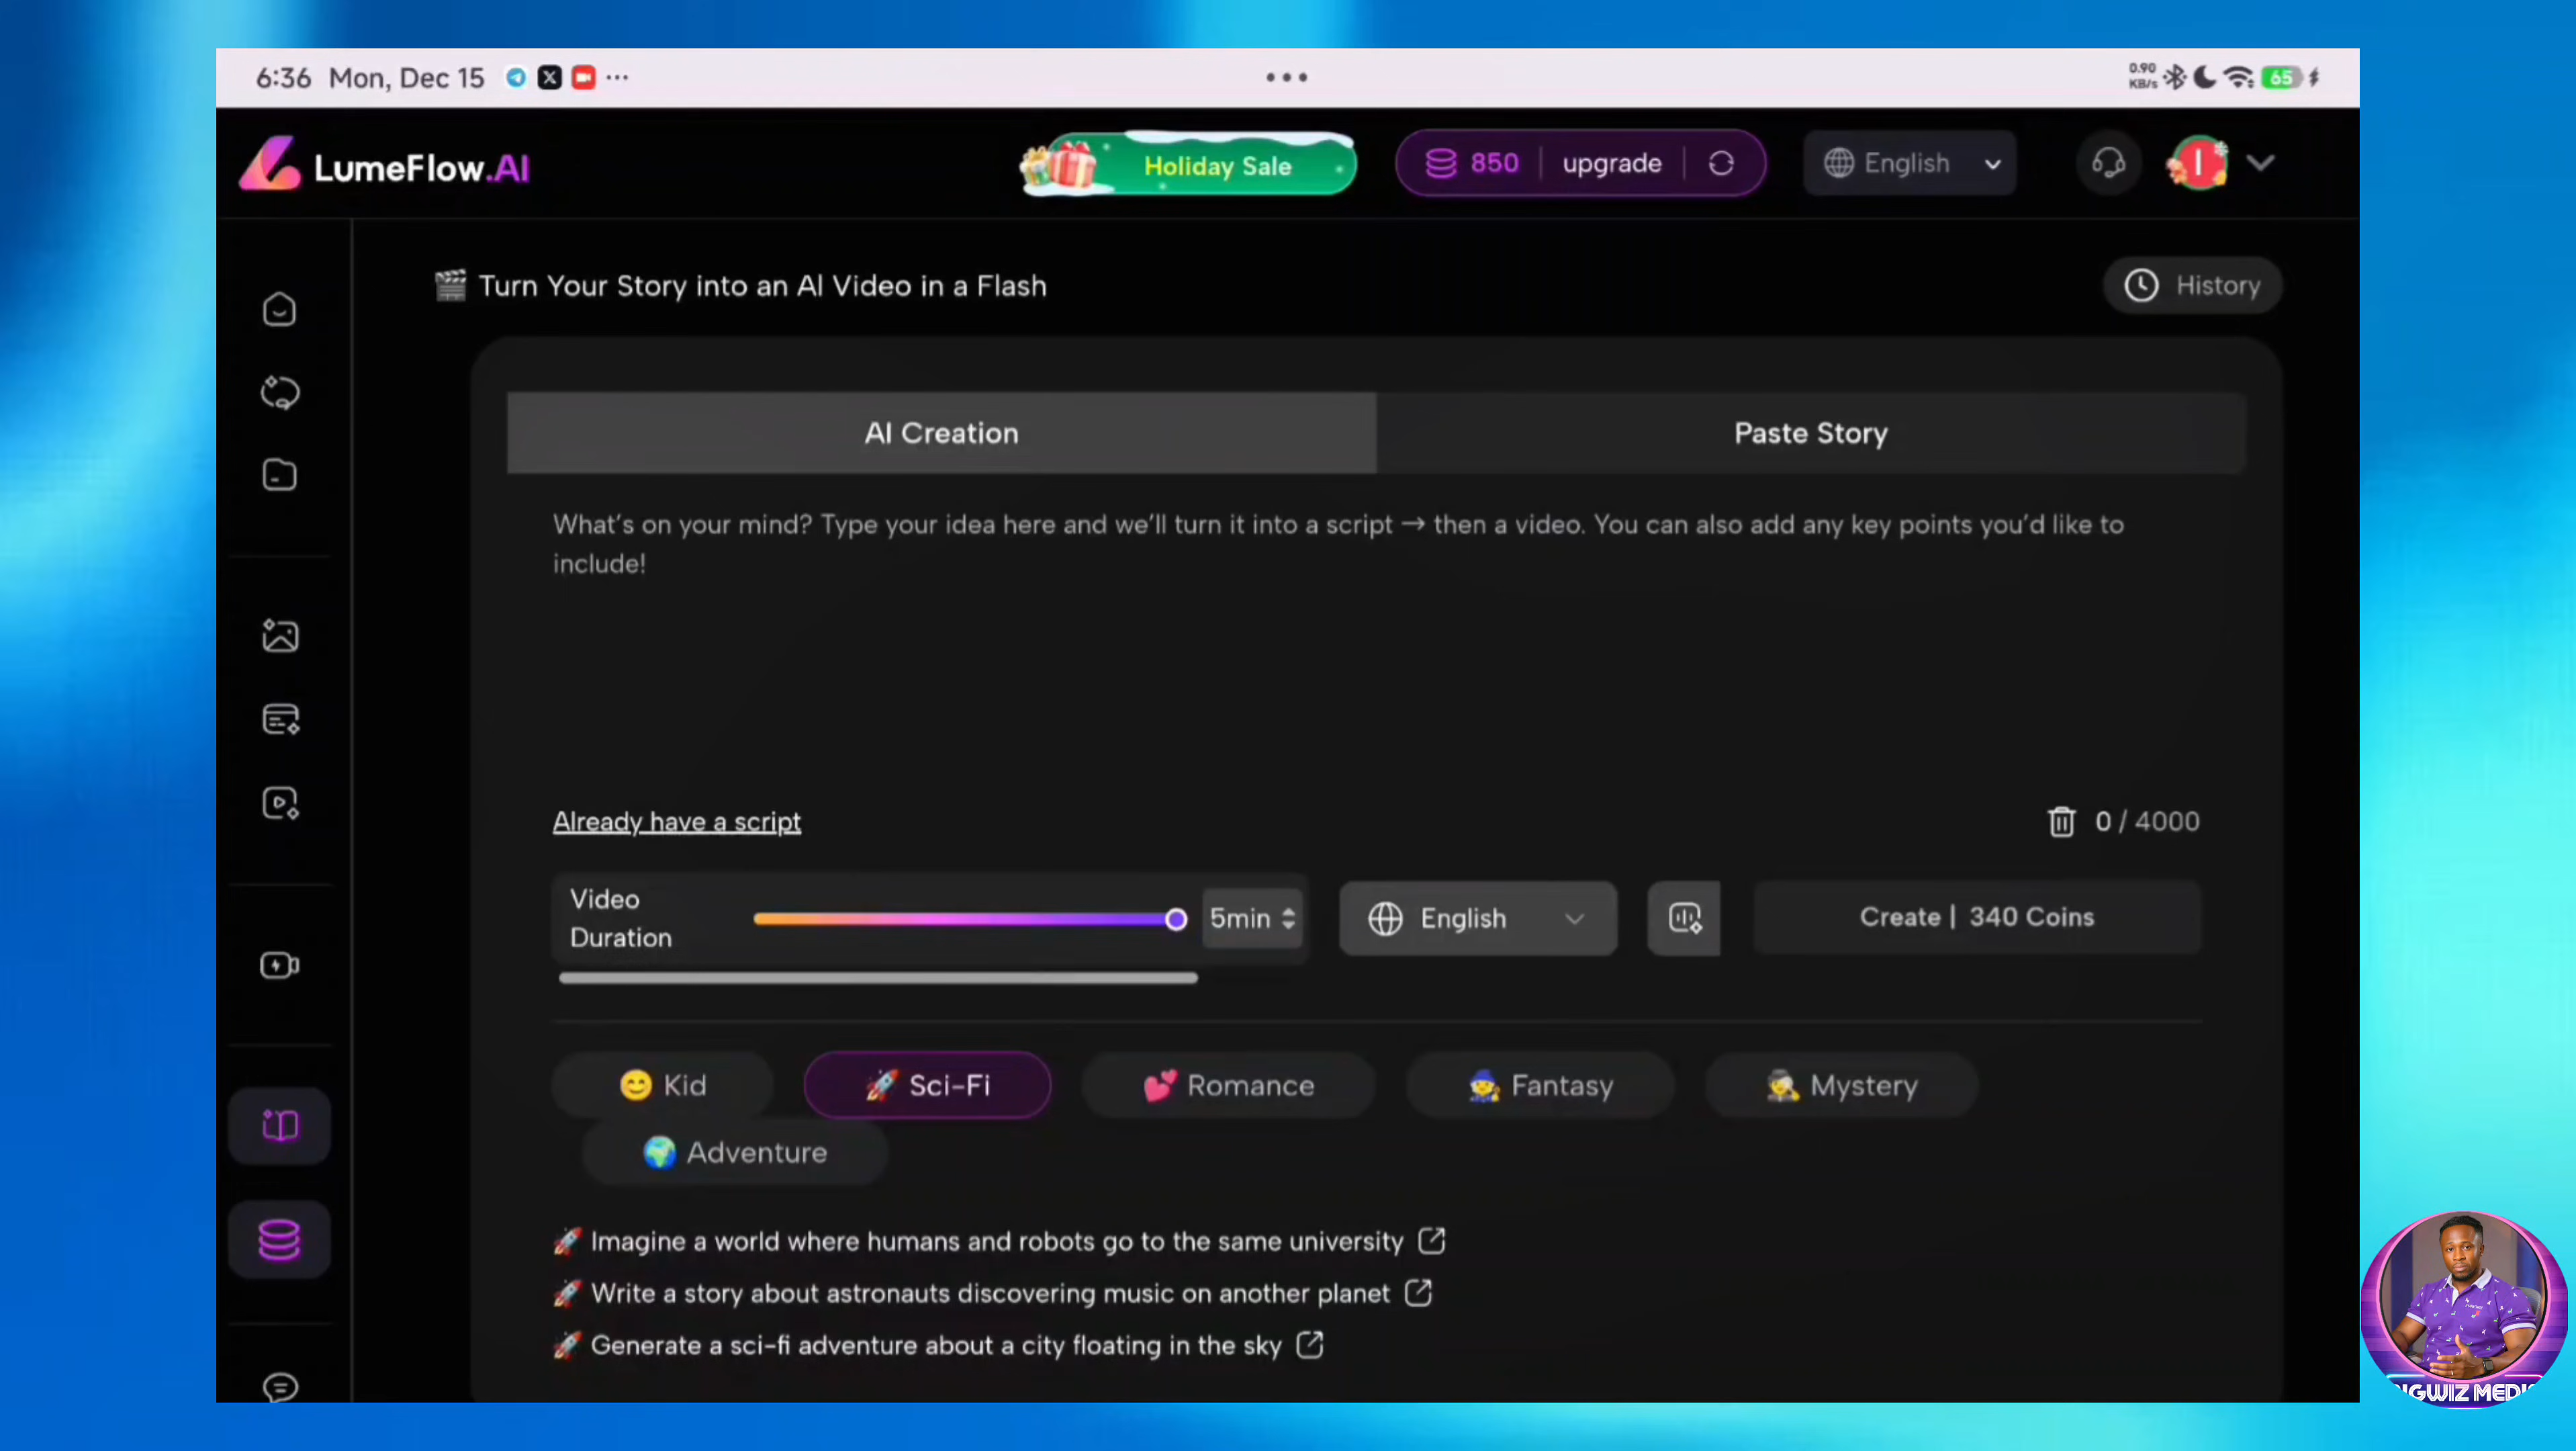 6:36 Mon, Dec 15
0.90
KB/s
65
LumeFlow.AI
Holiday Sale
850 | upgrade
English
Turn Your Story into an AI Video in a Flash
History
AI Creation
Paste Story
What's on your mind? Type your idea here and we'll turn it into a script → then a video. You can also add any key points you'd like to
include!
Already have a script
0 / 4000
Video
Duration
5min
English
Create | 340 Coins
Kid
Sci-Fi
Romance
Fantasy
Mystery
Adventure
Imagine a world where humans and robots go to the same university
Write a story about astronauts discovering music on another planet
Generate a sci-fi adventure about a city floating in the sky